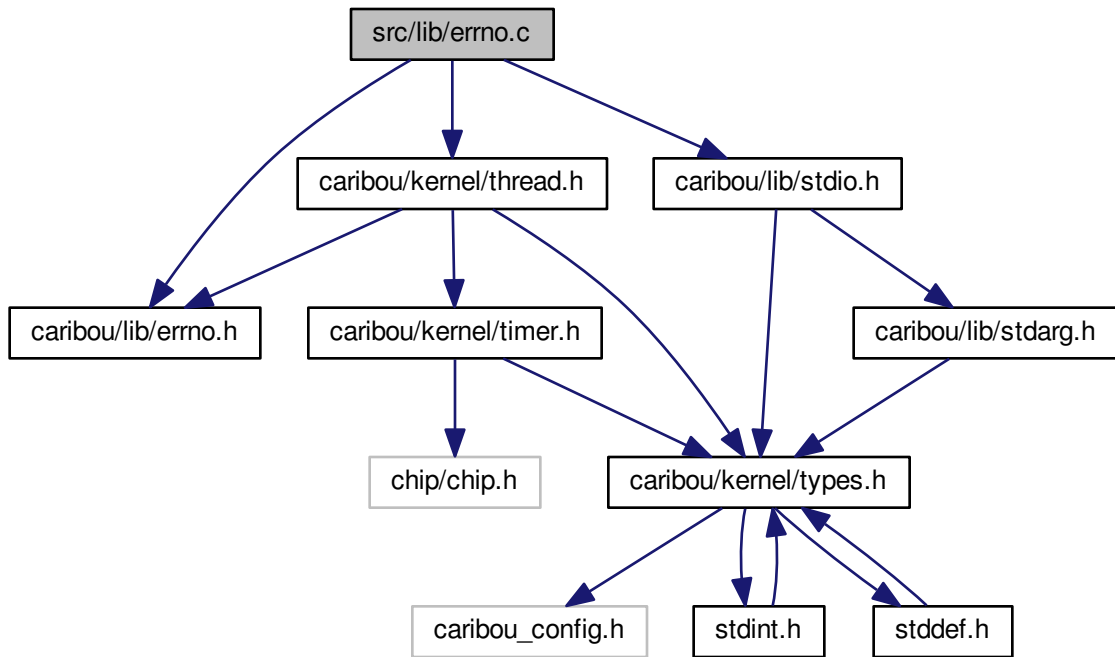 src/lib/errno.c
caribou/kernel/thread.h
caribou/lib/stdio.h
caribou/lib/errno.h
caribou/kernel/timer.h
caribou/lib/stdarg.h
chip/chip.h
caribou/kernel/types.h
caribou_config.h
stdint.h
stddef.h